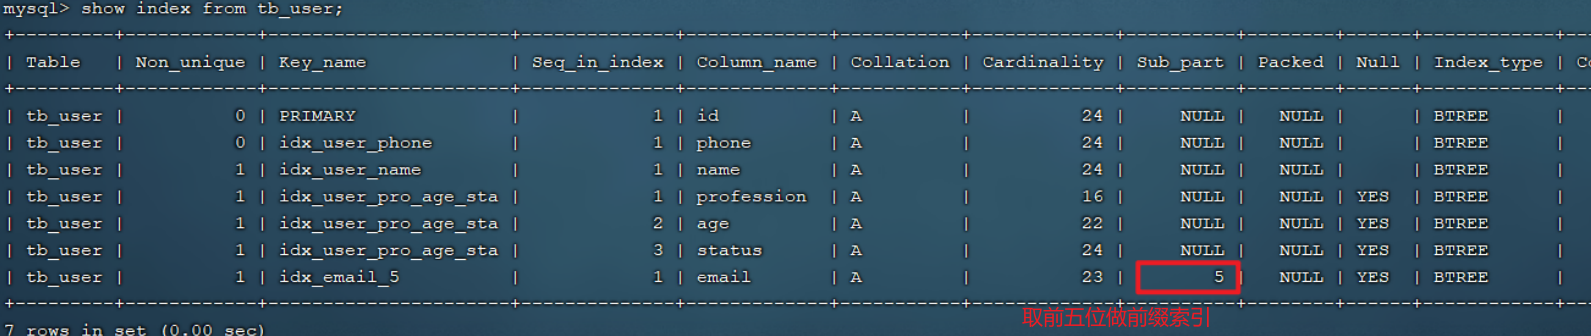 mysql> show index from tb_user;
+---------+------------+----------------------+--------------+-------------+-----------+-------------+----------+--------+------+------------+---
| Table | Non_unique | Key_name | Seq_in_index | Column_name | Collation | Cardinality | Sub_part | Packed | Null | Index_type | Co
+---------+------------+----------------------+--------------+-------------+-----------+-------------+----------+--------+------+------------+---
| tb_user | 0 | PRIMARY | 1 | id | A | 24 | NULL | NULL | | BTREE |
| tb_user | 0 | idx_user_phone | 1 | phone | A | 24 | NULL | NULL | | BTREE |
| tb_user | 1 | idx_user_name | 1 | name | A | 24 | NULL | NULL | | BTREE |
| tb_user | 1 | idx_user_pro_age_sta | 1 | profession | A | 16 | NULL | NULL | YES | BTREE |
| tb_user | 1 | idx_user_pro_age_sta | 2 | age | A | 22 | NULL | NULL | YES | BTREE |
| tb_user | 1 | idx_user_pro_age_sta | 3 | status | A | 24 | NULL | NULL | YES | BTREE |
| tb_user | 1 | idx_email_5 | 1 | email | A | 23 | 5 | NULL | YES | BTREE |
+---------+------------+----------------------+--------------+-------------+-----------+-------------+----------+--------+------+------------+---
取前五位做前缀索引
7 rows in set (0.00 sec)